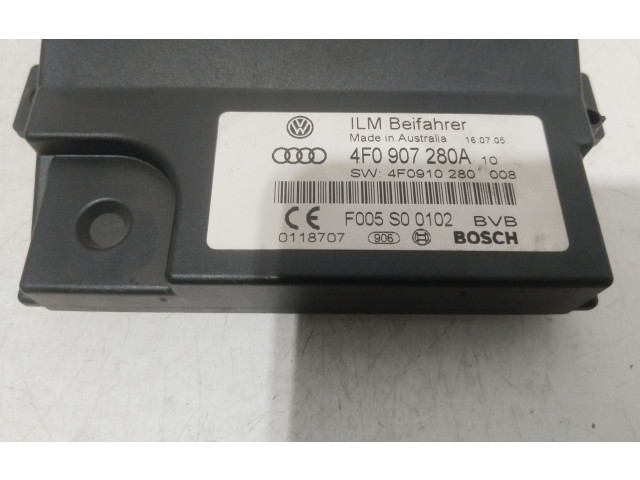 ILM Beifahrer
Made in Australia 16.07.05
4F0 907 280A 10
SW: 4F0910 280 008
CE F005 S0 0102 BVB
0118707 906 BOSCH